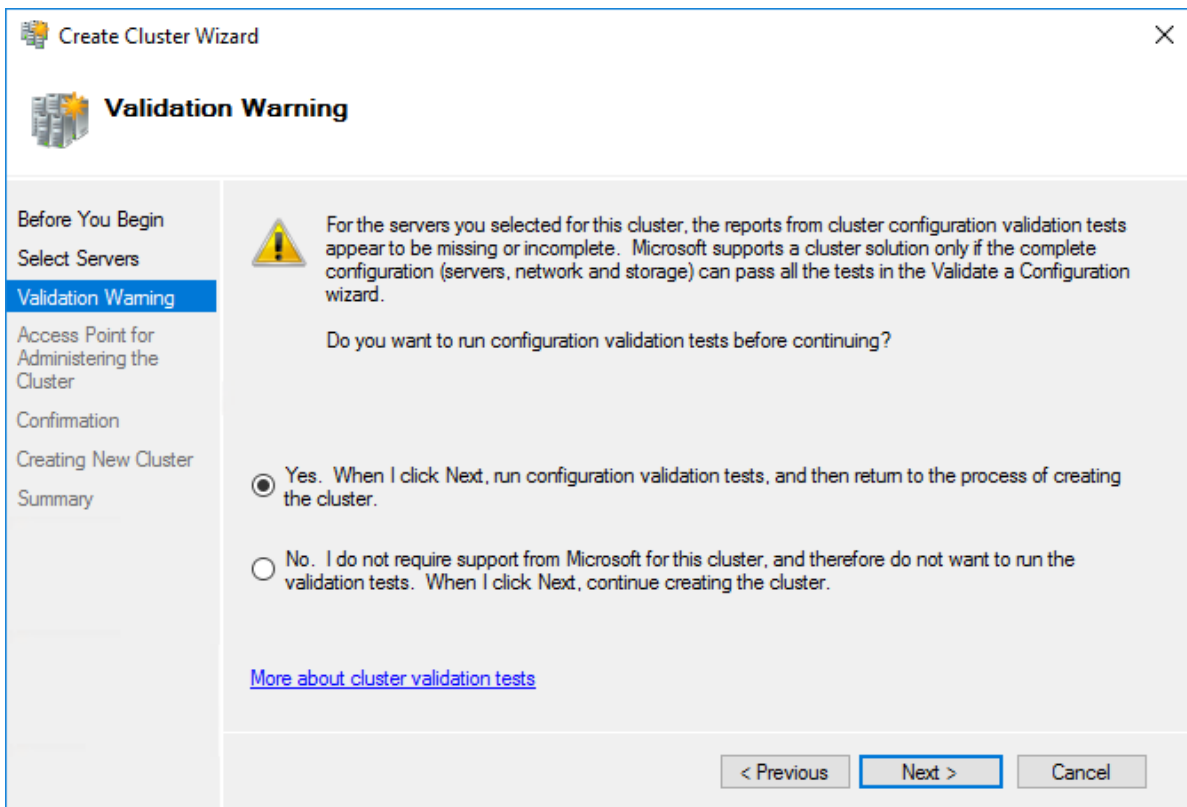 Create Cluster Wizard
Validation Warning
Before You Begin
Select Servers
Validation Warning
Access Point for
Administering the
Cluster
Confirmation
Creating New Cluster
Summary
For the servers you selected for this cluster, the reports from cluster configuration validation tests
appear to be missing or incomplete.  Microsoft supports a cluster solution only if the complete
configuration (servers, network and storage) can pass all the tests in the Validate a Configuration
wizard.
Do you want to run configuration validation tests before continuing?
Yes.  When I click Next, run configuration validation tests, and then return to the process of creating
the cluster.
No.  I do not require support from Microsoft for this cluster, and therefore do not want to run the
validation tests.  When I click Next, continue creating the cluster.
More about cluster validation tests
< Previous
Next >
Cancel